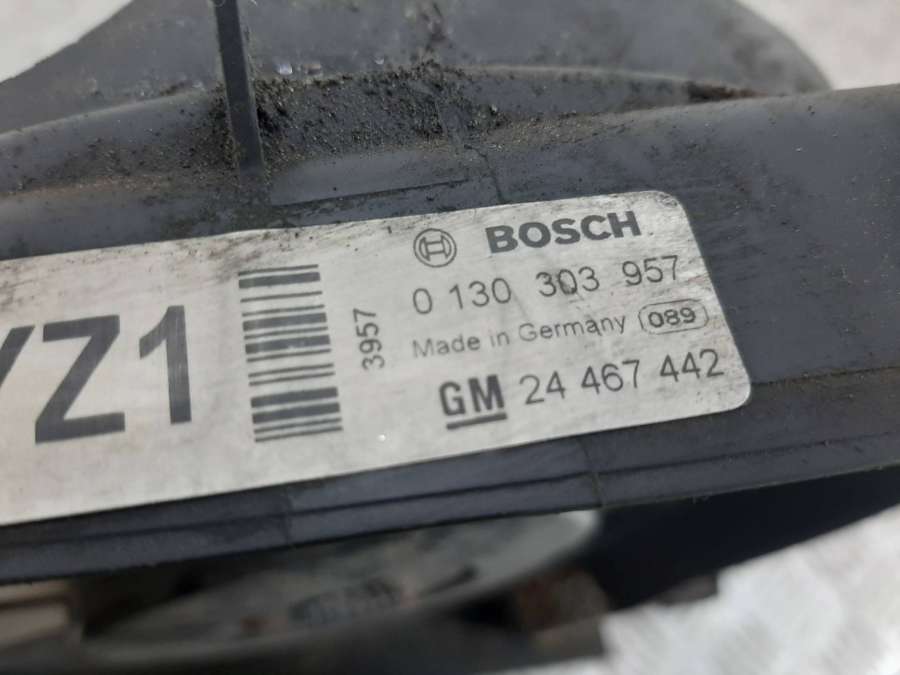 BOSCH
0 130 303 957
Made in Germany 089
GM 24 467 442
3957
YZ1